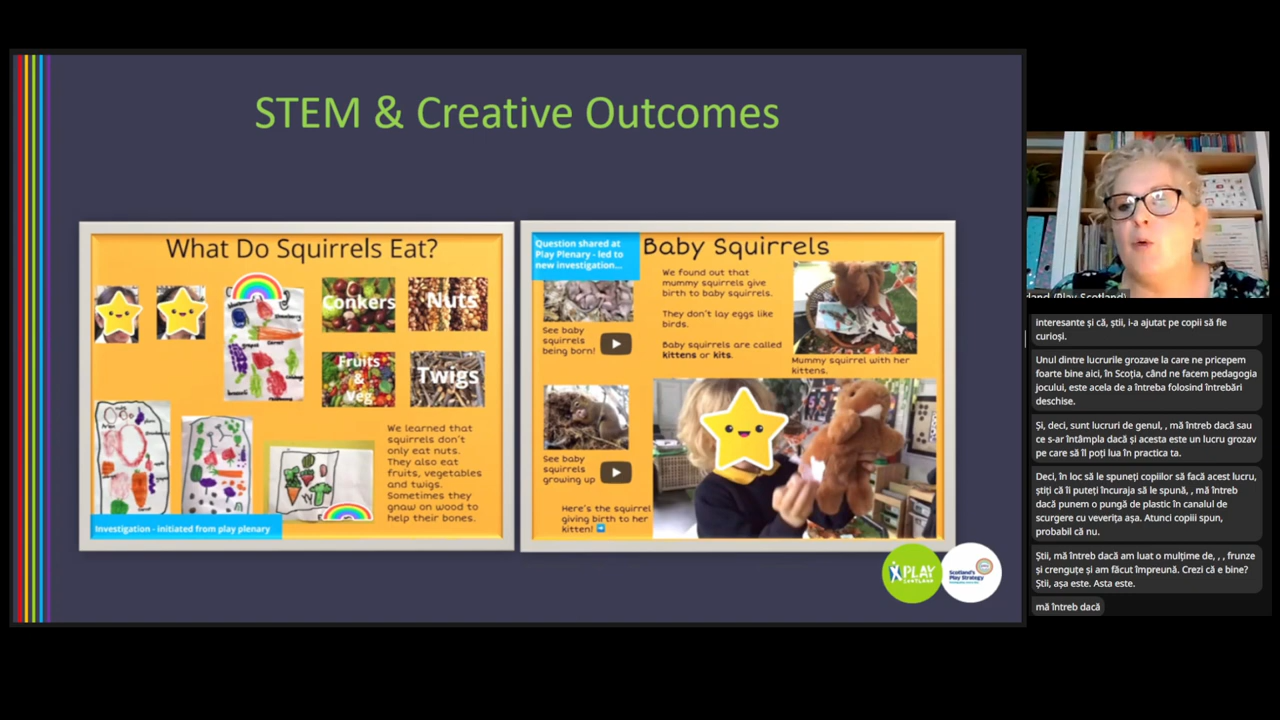 STEM & Creative Outcomes
What Do Squirrels Eat?
Conkers
Nuts
Fruits
&
Veg
Twigs
We learned that
squirrels don't
only eat nuts.
They also eat
fruits, vegetables
and twigs.
Sometimes they
gnaw on wood to
help their bones.
Investigation - initiated from play plenary
Question shared at
Play Plenary - led to
new investigation...
Baby Squirrels
We found out that
mummy squirrels give
birth to baby squirrels.
They don't lay eggs like
birds.
Baby squirrels are called
kittens or kits.
See baby
squirrels
being born!
Mummy squirrel with her
kittens.
See baby
squirrels
growing up
Here's the squirrel
giving birth to her
kitten!
PLAY
SCOTLAND
Scotland's
Play Strategy
land (Play Scotland)
interesante și că, știi, i-a ajutat pe copii să fie
curioși.
Unul dintre lucrurile grozave la care ne pricepem
foarte bine aici, în Scoția, când ne facem pedagogia
jocului, este acela de a întreba folosind întrebări
deschise.
Și, deci, sunt lucruri de genul, , mă întreb dacă sau
ce s-ar întâmpla dacă și acesta este un lucru grozav
pe care să îl poți lua în practica ta.
Deci, în loc să le spuneți copiilor să facă acest lucru,
știți că îi puteți încuraja să le spună, , mă întreb
dacă punem o pungă de plastic în canalul de
scurgere cu veverița așa. Atunci copiii spun,
probabil că nu.
Știi, mă întreb dacă am luat o mulțime de, , , frunze
și crenguțe și am făcut împreună. Crezi că e bine?
Știi, așa este. Asta este.
mă întreb dacă